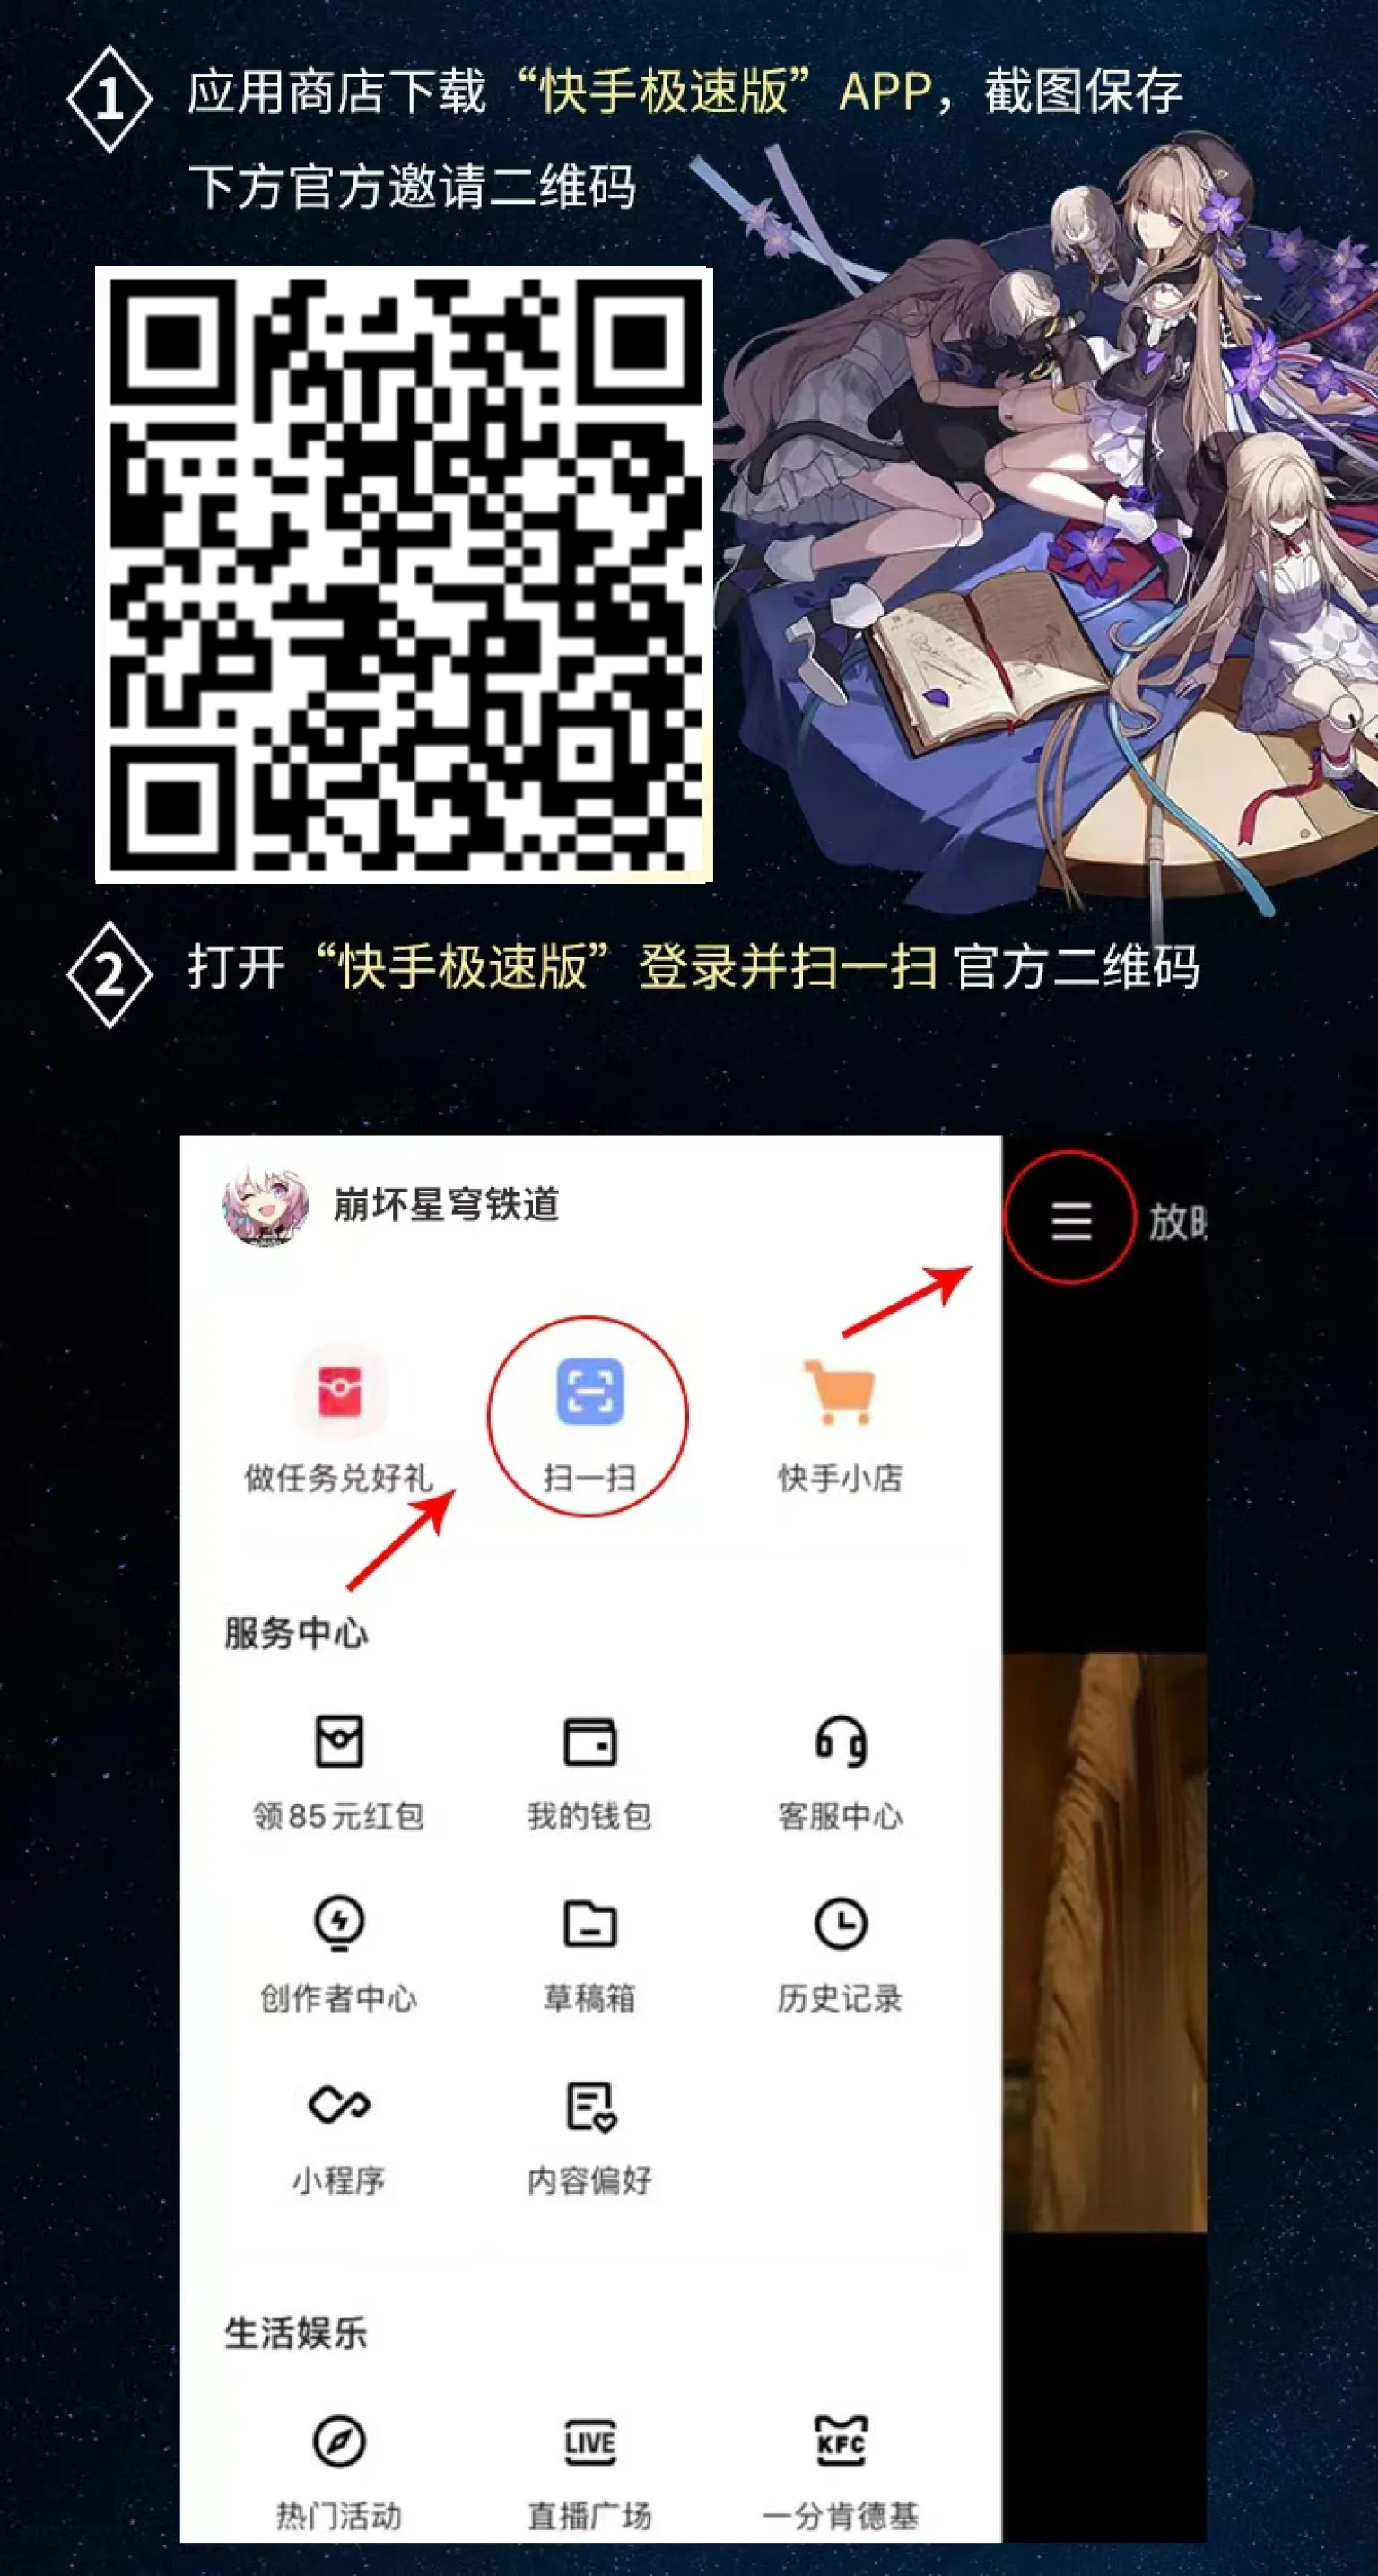 1 应用商店下载“快手极速版”APP，截图保存
下方官方邀请二维码
2 打开“快手极速版”登录并扫一扫 官方二维码
崩坏星穹铁道
放
做任务兑好礼 扫一扫 快手小店
服务中心
领85元红包 我的钱包 客服中心
创作者中心 草稿箱 历史记录
小程序 内容偏好
生活娱乐
LIVE KFC
热门活动 直播广场 一分肯德基